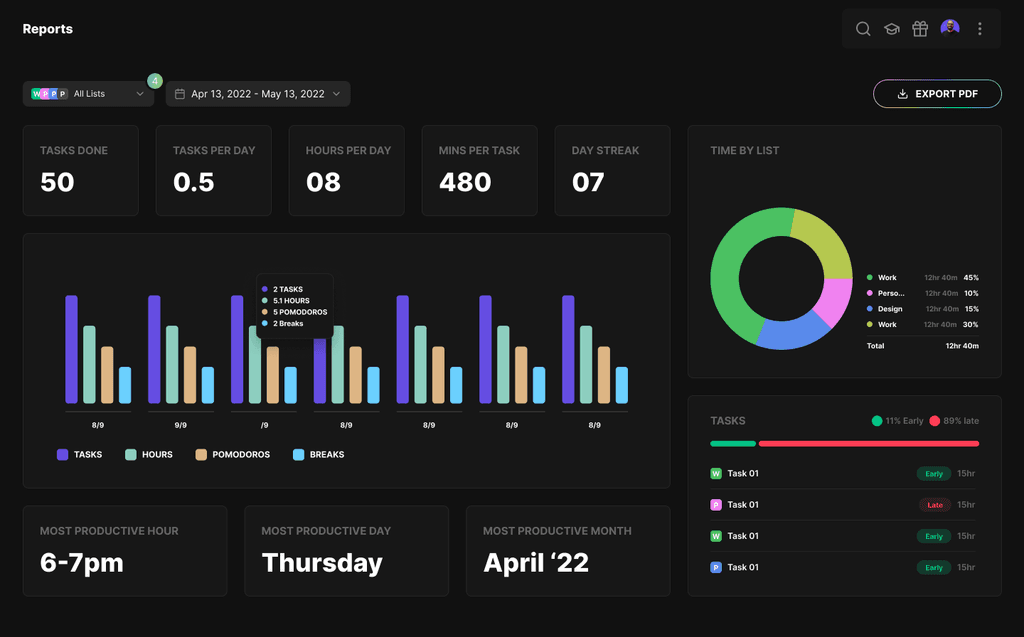 Reports
W P P P All Lists
4
Apr 13, 2022 - May 13, 2022
EXPORT PDF
TASKS DONE
50
TASKS PER DAY
0.5
HOURS PER DAY
08
MINS PER TASK
480
DAY STREAK
07
2 TASKS
5.1 HOURS
5 POMODOROS
2 Breaks
8/9 9/9 /9 8/9 8/9 8/9 8/9
TASKS HOURS POMODOROS BREAKS
TIME BY LIST
Work 12hr 40m 45%
Perso... 12hr 40m 10%
Design 12hr 40m 15%
Work 12hr 40m 30%
Total 12hr 40m
TASKS 11% Early 89% late
W Task 01 Early 15hr
P Task 01 Late 15hr
W Task 01 Early 15hr
P Task 01 Early 15hr
MOST PRODUCTIVE HOUR
6-7pm
MOST PRODUCTIVE DAY
Thursday
MOST PRODUCTIVE MONTH
April ‘22